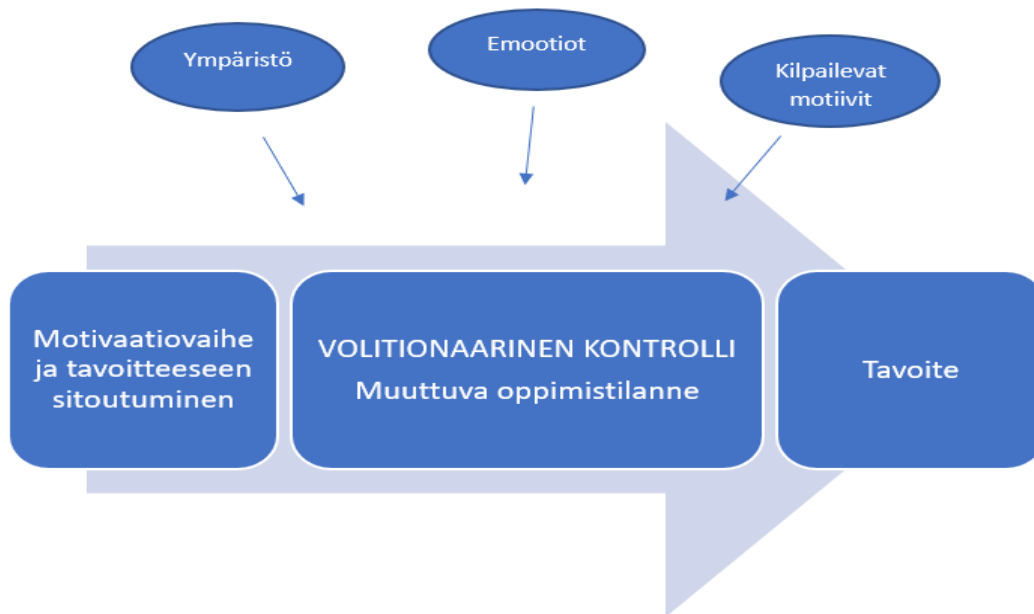 Ympäristö
Emootiot
Kilpailevat
motiivit
Motivaatiovaihe
ja tavoitteeseen
sitoutuminen
VOLITIONAARINEN KONTROLLI
Muuttuva oppimistilanne
Tavoite